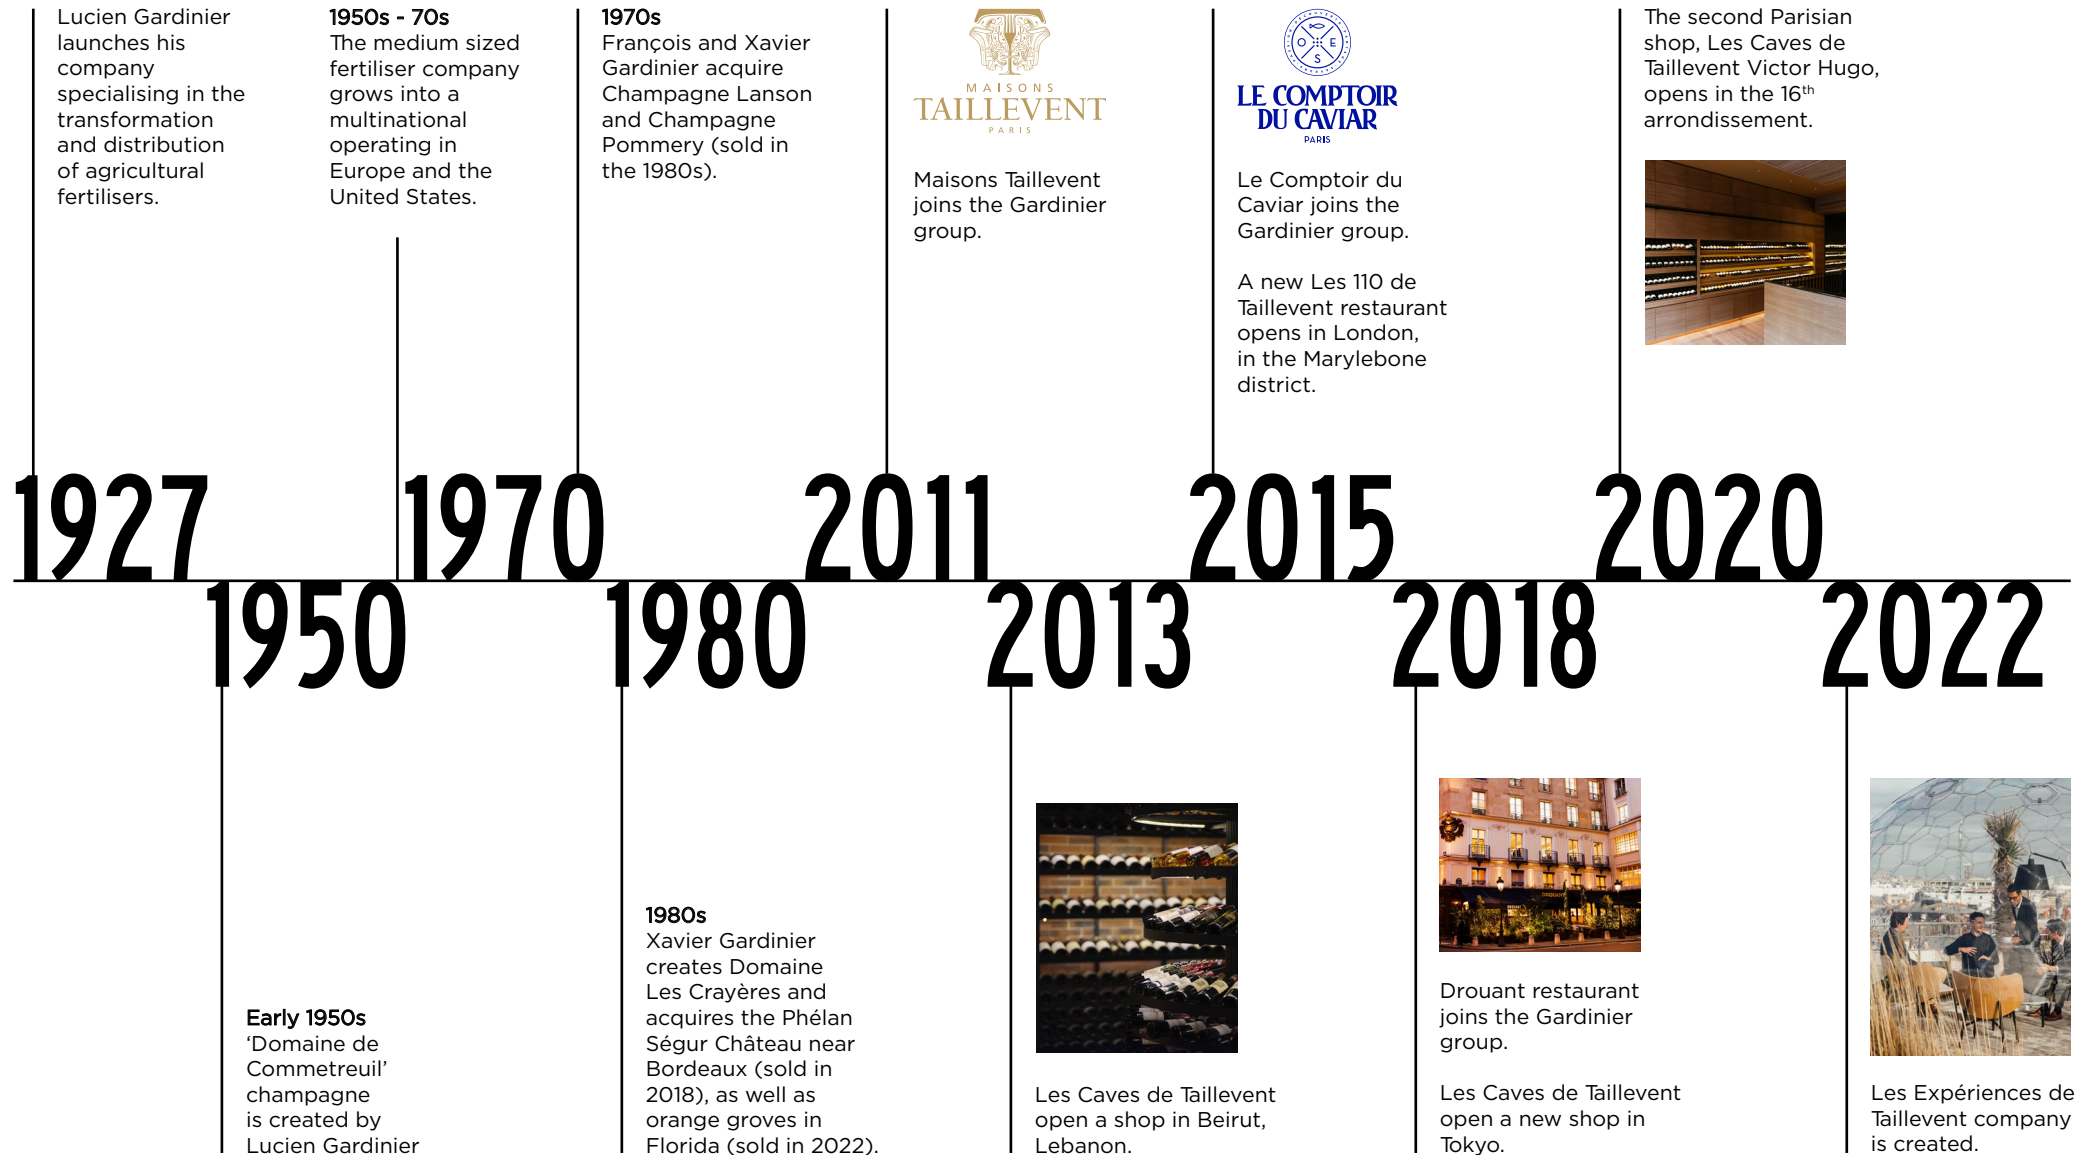 Lucien Gardinier
launches his
company
specialising in the
transformation
and distribution
of agricultural
fertilisers.
1950s - 70s
The medium sized
fertiliser company
grows into a
multinational
operating in
Europe and the
United States.
1970s
François and Xavier
Gardinier acquire
Champagne Lanson
and Champagne
Pommery (sold in
the 1980s).
MAISONS
TAILLEVENT
PARIS
Maisons Taillevent
joins the Gardinier
group.
O E
S
LE COMPTOIR
DU CAVIAR
PARIS
Le Comptoir du
Caviar joins the
Gardinier group.
A new Les 110 de
Taillevent restaurant
opens in London,
in the Marylebone
district.
The second Parisian
shop, Les Caves de
Taillevent Victor Hugo,
opens in the 16th
arrondissement.
1927
1970
2011
2015
2020
1950
1980
2013
2018
2022
Early 1950s
‘Domaine de
Commetreuil’
champagne
is created by
Lucien Gardinier
1980s
Xavier Gardinier
creates Domaine
Les Crayères and
acquires the Phélan
Ségur Château near
Bordeaux (sold in
2018), as well as
orange groves in
Florida (sold in 2022).
Les Caves de Taillevent
open a shop in Beirut,
Lebanon.
DROUANT
Drouant restaurant
joins the Gardinier
group.
Les Caves de Taillevent
open a new shop in
Tokyo.
Les Expériences de
Taillevent company
is created.